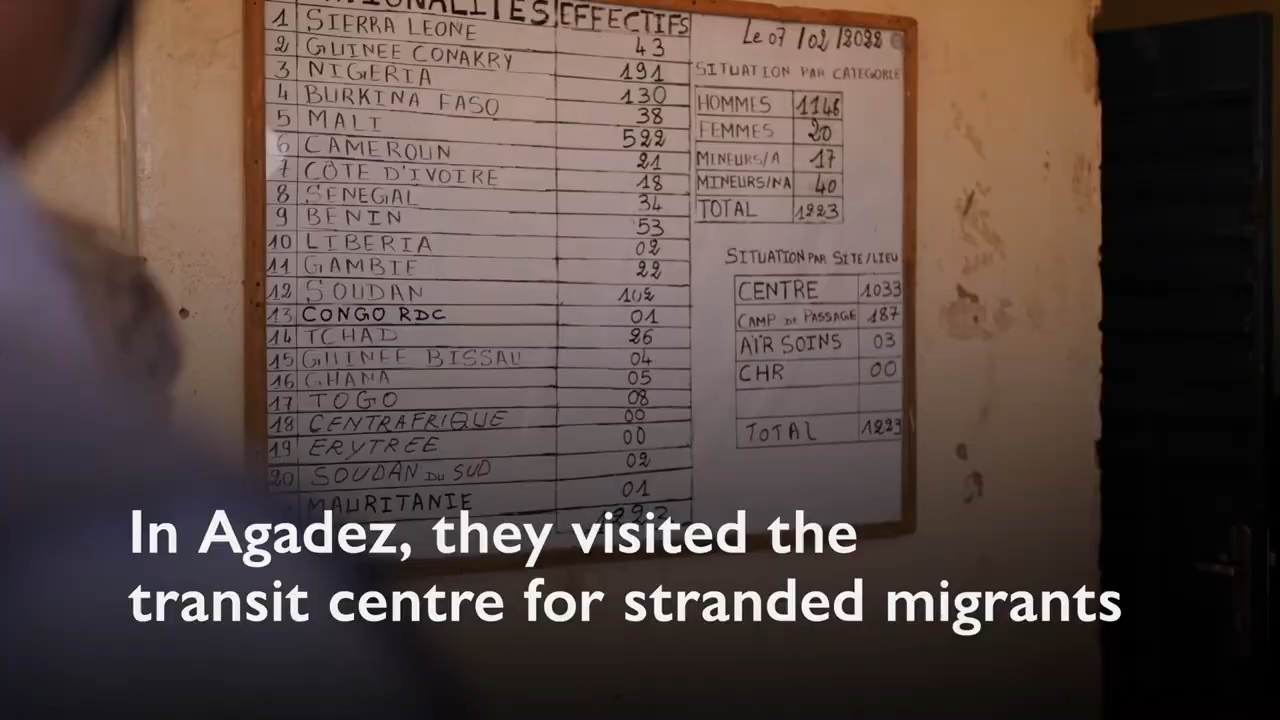 NATIONALITÉS EFFECTIFS
1 SIERRA LEONE 43
2 GUINEE CONAKRY 191
3 NIGERIA 130
4 BURKINA FASO 38
5 MALI 522
6 CAMEROUN 21
7 CÔTE D'IVOIRE 18
8 SENEGAL 34
9 BENIN 53
10 LIBERIA 02
11 GAMBIE 22
12 SOUDAN 102
13 CONGO RDC 01
14 TCHAD 26
15 GUINEE BISSAU 04
16 GHANA 05
17 TOGO 08
18 CENTRAFRIQUE 00
19 ERYTREE 00
20 SOUDAN DU SUD 02
MAURITANIE 01
1223
Le 07/02/2022
SITUATION PAR CATEGORIE
HOMMES 1146
FEMMES 20
MINEURS/A 17
MINEURS/NA 40
TOTAL 1223
SITUATION PAR SITE/LIEU
CENTRE 1033
CAMP DE PASSAGE 187
AÏR SOINS 03
CHR 00
TOTAL 1223
In Agadez, they visited the
transit centre for stranded migrants